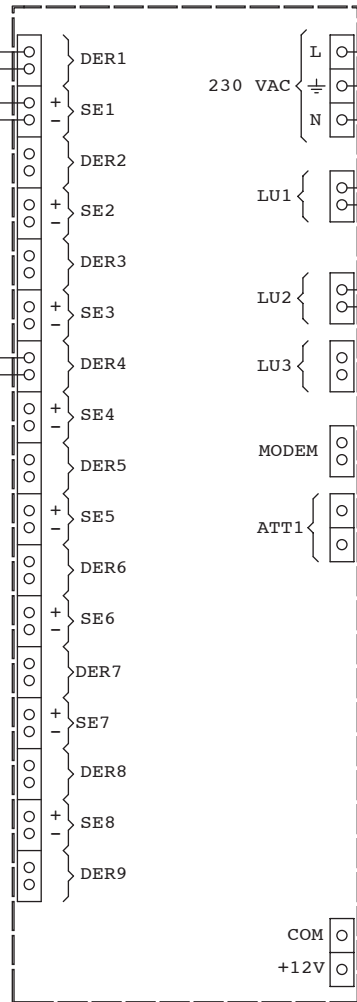 DER1
+
− SE1
DER2
+
− SE2
DER3
+
− SE3
DER4
+
− SE4
DER5
+
− SE5
DER6
+
− SE6
DER7
+
− SE7
DER8
+
− SE8
DER9
L
230 VAC
N
LU1
LU2
LU3
MODEM
ATT1
COM
+12V